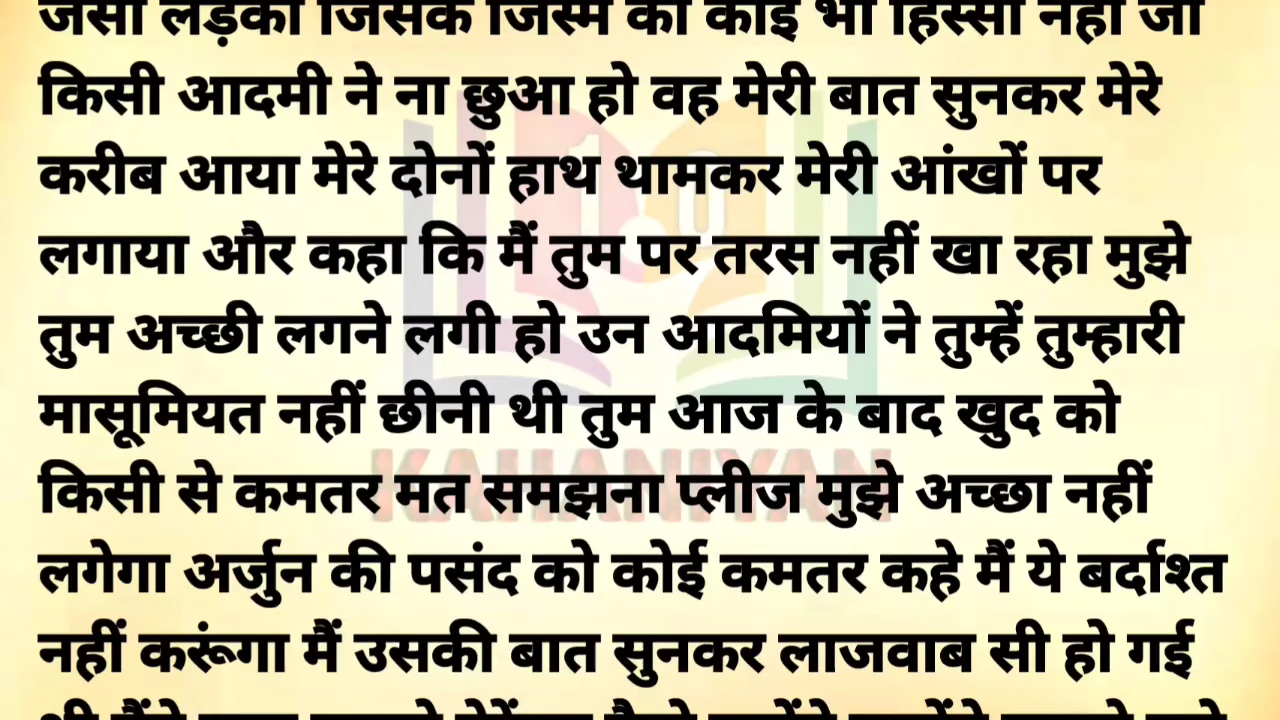 जैसी लड़की जिसके जिस्म का कोई भी हिस्सा नहीं जो
किसी आदमी ने ना छुआ हो वह मेरी बात सुनकर मेरे
करीब आया मेरे दोनों हाथ थामकर मेरी आंखों पर
लगाया और कहा कि मैं तुम पर तरस नहीं खा रहा मुझे
तुम अच्छी लगने लगी हो उन आदमियों ने तुम्हें तुम्हारी
मासूमियत नहीं छीनी थी तुम आज के बाद खुद को
किसी से कमतर मत समझना प्लीज मुझे अच्छा नहीं
लगेगा अर्जुन की पसंद को कोई कमतर कहे मैं ये बर्दाश्त
नहीं करूंगा मैं उसकी बात सुनकर लाजवाब सी हो गई
1.0
KAHANIYAN